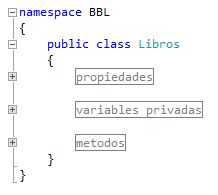 namespace BBL
{
public class Libros
{
propiedades
variables privadas
metodos
}
}